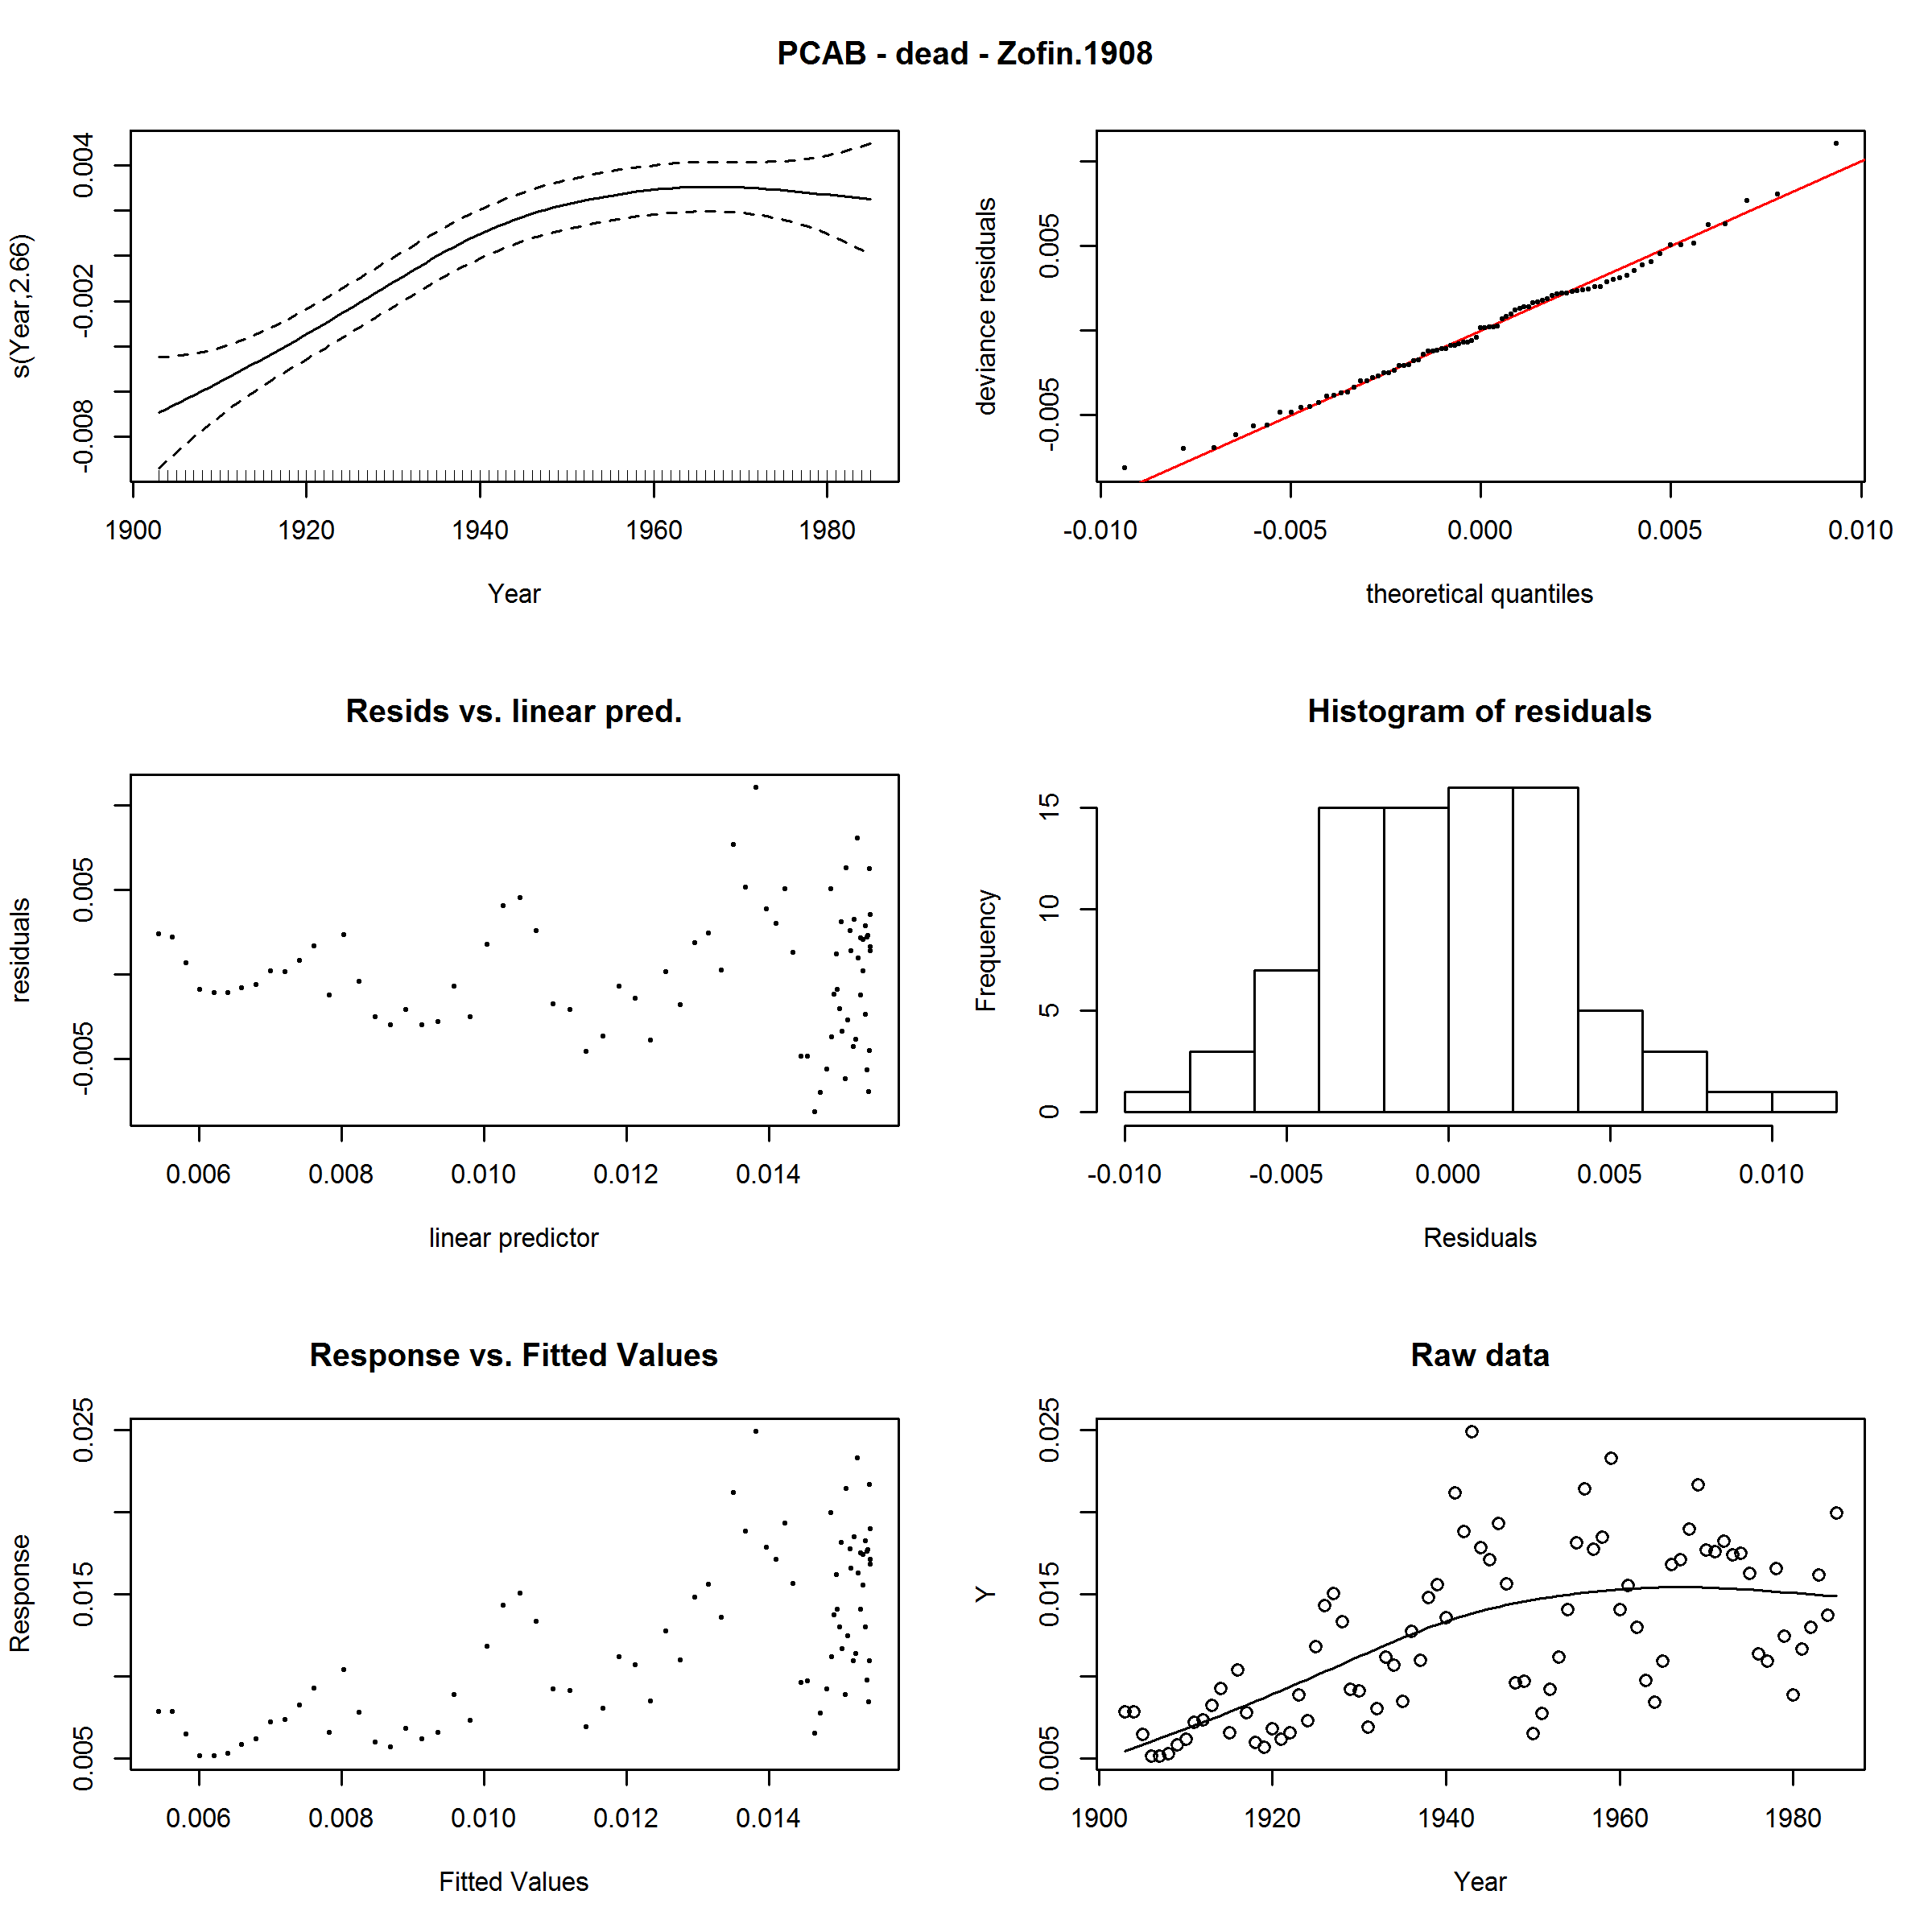 PCAB - dead - Zofin.1908
s(Year,2.66)
0.004
-0.002
-0.008
1900 1920 1940 1960 1980
Year
deviance residuals
0.005
-0.005
-0.010 -0.005 0.000 0.005 0.010
theoretical quantiles
Resids vs. linear pred.
residuals
0.005
-0.005
0.006 0.008 0.010 0.012 0.014
linear predictor
Histogram of residuals
Frequency
15
10
5
0
-0.010 -0.005 0.000 0.005 0.010
Residuals
Response vs. Fitted Values
Response
0.025
0.015
0.005
0.006 0.008 0.010 0.012 0.014
Fitted Values
Raw data
Y
0.025
0.015
0.005
1900 1920 1940 1960 1980
Year